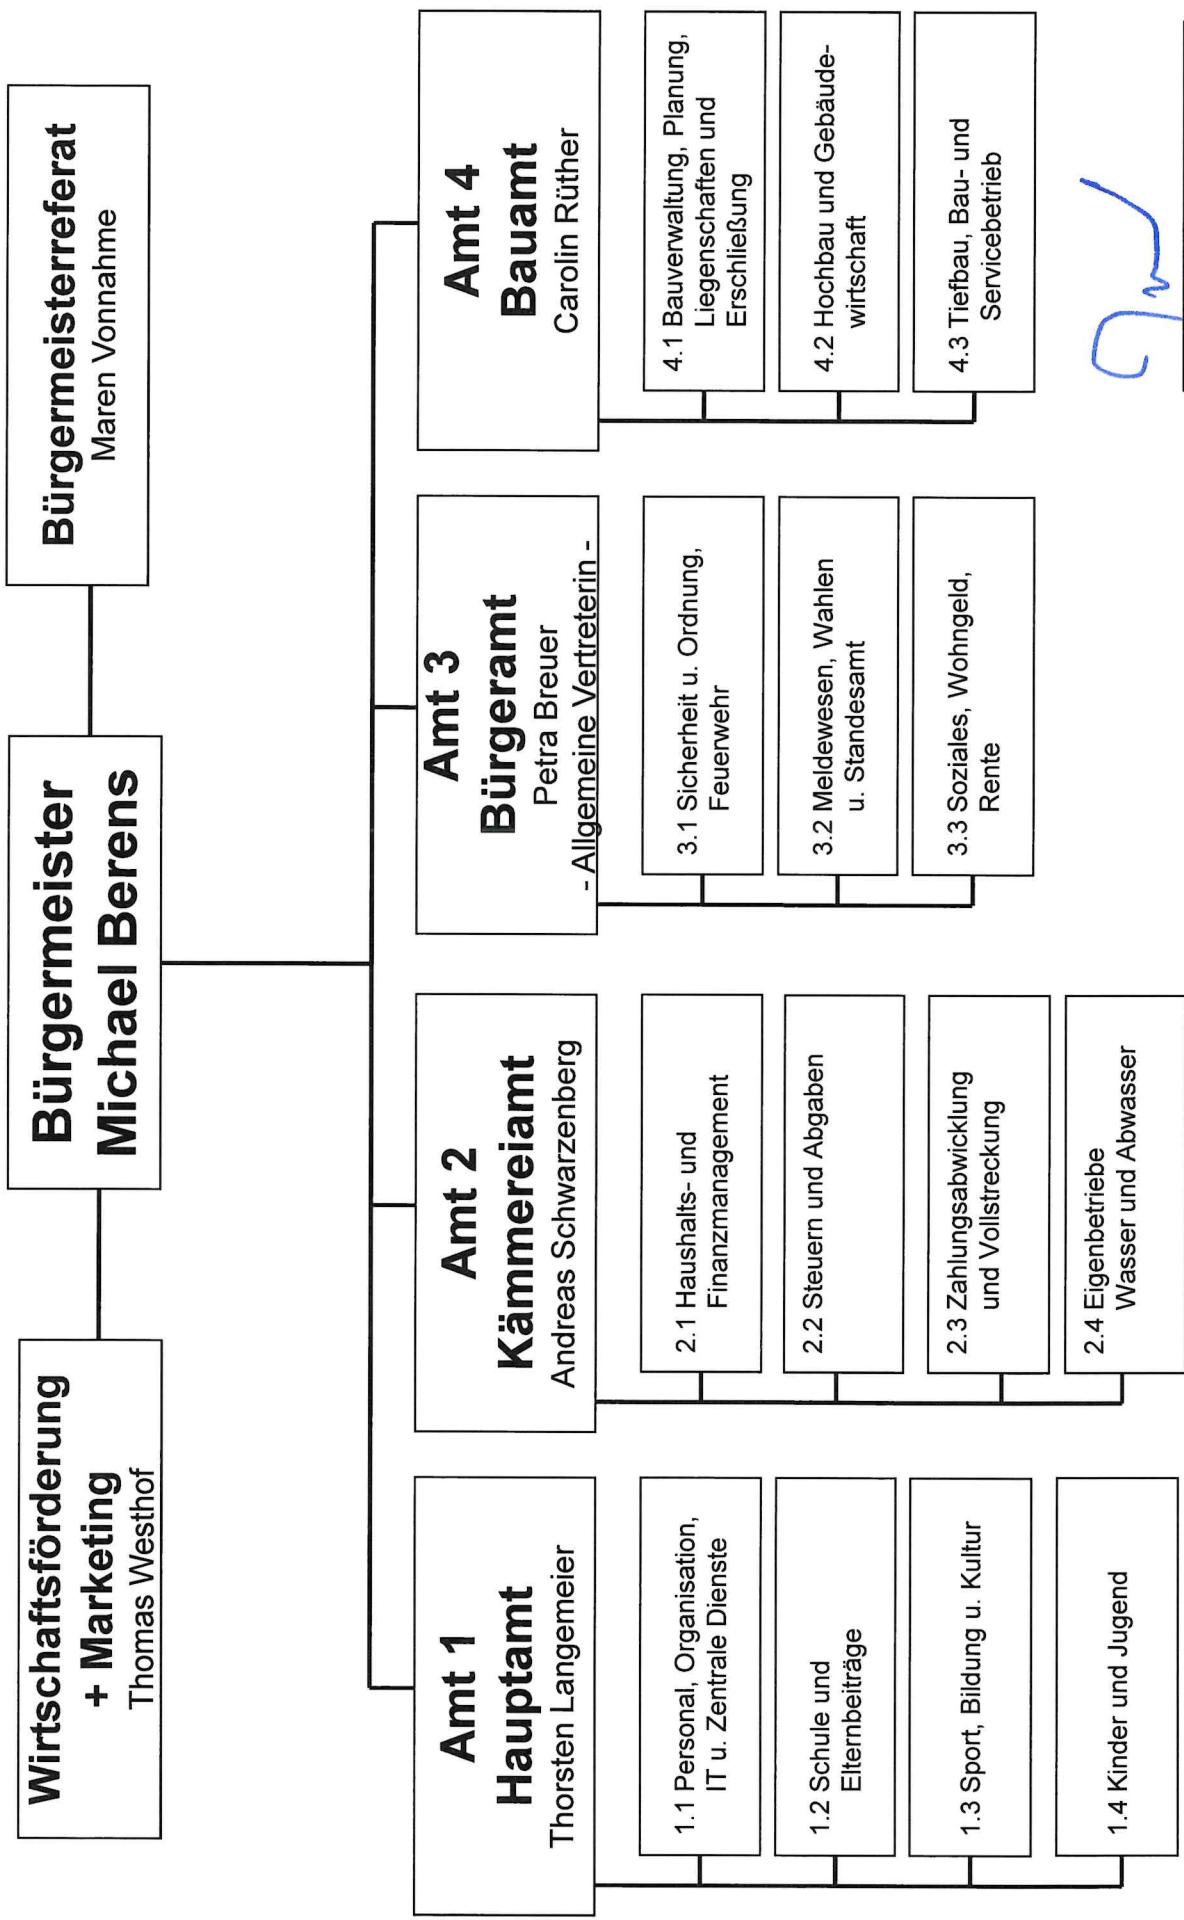 Wirtschaftsförderung
+ Marketing
Thomas Westhof
Bürgermeister
Michael Berens
Bürgermeisterreferat
Maren Vonnahme
Amt 1
Hauptamt
Thorsten Langemeier
1.1 Personal, Organisation,
IT u. Zentrale Dienste
1.2 Schule und
Elternbeiträge
1.3 Sport, Bildung u. Kultur
1.4 Kinder und Jugend
Amt 2
Kämmereiamt
Andreas Schwarzenberg
2.1 Haushalts- und
Finanzmanagement
2.2 Steuern und Abgaben
2.3 Zahlungsabwicklung
und Vollstreckung
2.4 Eigenbetriebe
Wasser und Abwasser
Amt 3
Bürgeramt
Petra Breuer
- Allgemeine Vertreterin -
3.1 Sicherheit u. Ordnung,
Feuerwehr
3.2 Meldewesen, Wahlen
u. Standesamt
3.3 Soziales, Wohngeld,
Rente
Amt 4
Bauamt
Carolin Rüther
4.1 Bauverwaltung, Planung,
Liegenschaften und
Erschließung
4.2 Hochbau und Gebäude-
wirtschaft
4.3 Tiefbau, Bau- und
Servicebetrieb